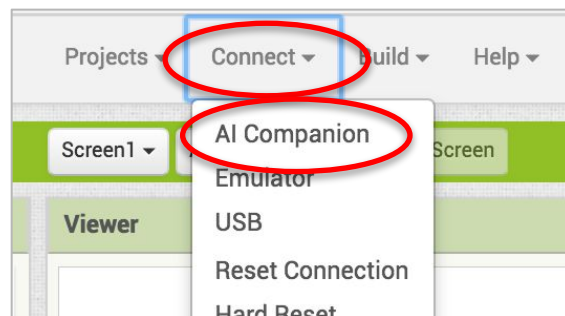 Projects Connect Build Help
Screen1 Screen
AI Companion
Emulator
Viewer
USB
Reset Connection
Hard Reset